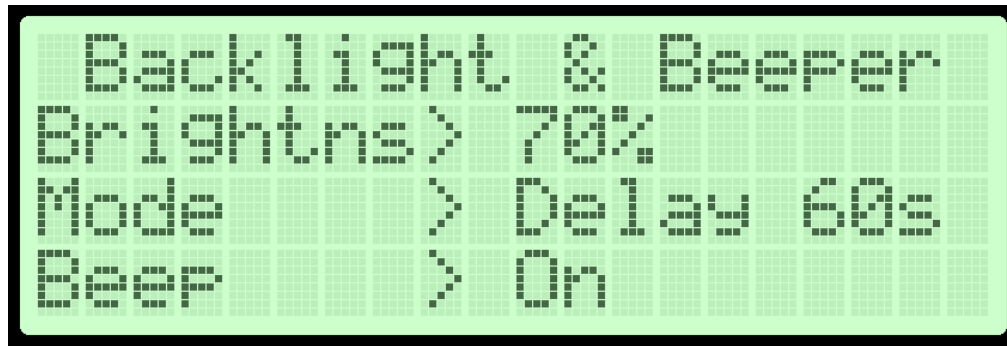 Backlight & Beeper
Brightns> 70%
Mode > Delay 60s
Beep > On